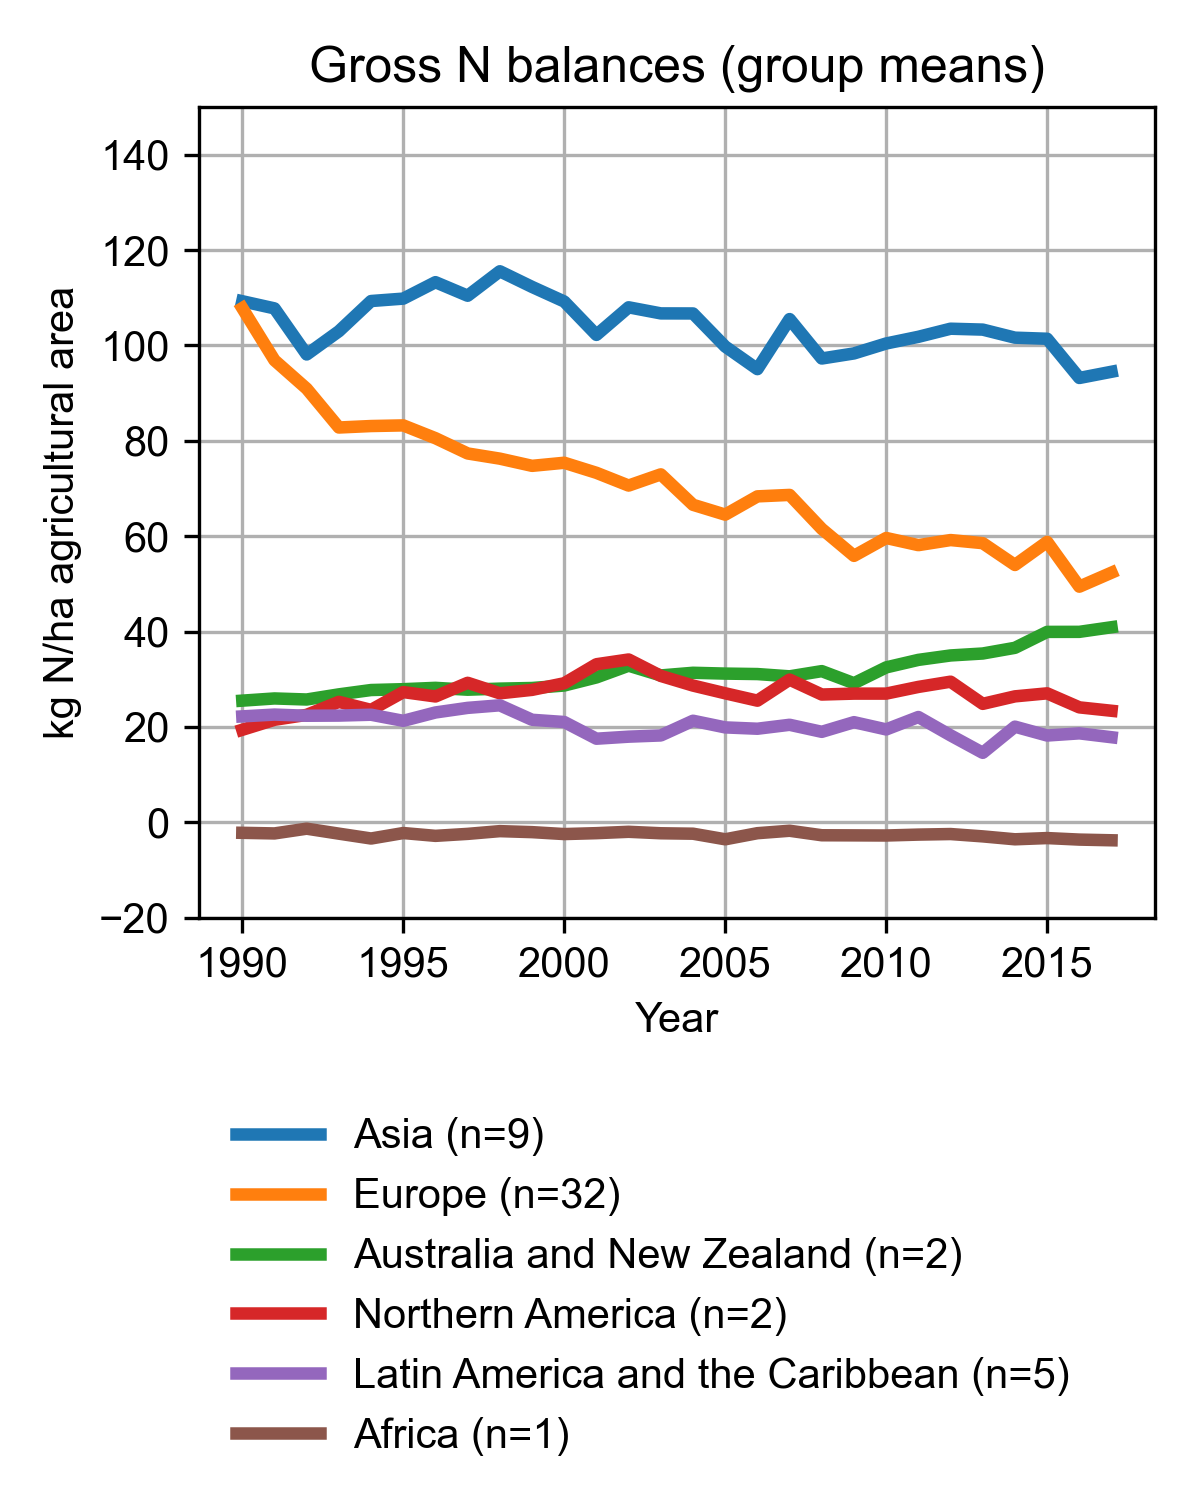 Gross N balances (group means)
kg N/ha agricultural area
140
120
100
80
60
40
20
0
−20
1990 1995 2000 2005 2010 2015
Year
Asia (n=9)
Europe (n=32)
Australia and New Zealand (n=2)
Northern America (n=2)
Latin America and the Caribbean (n=5)
Africa (n=1)